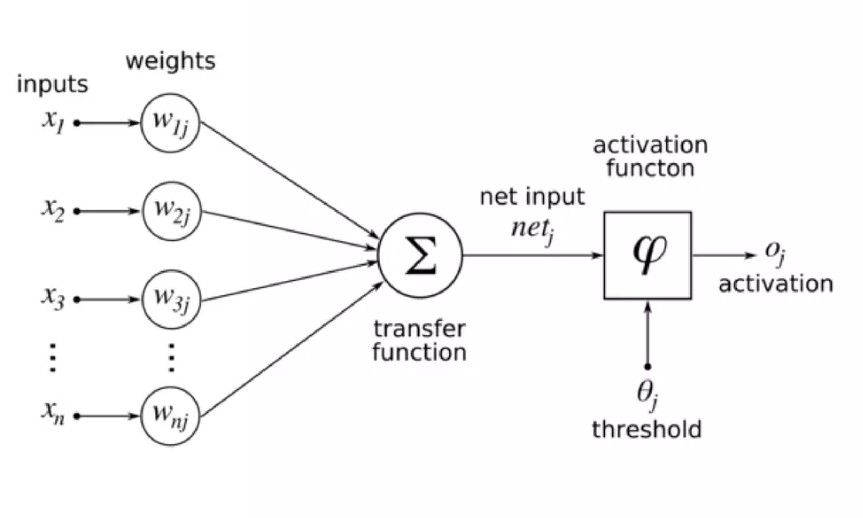 weights
inputs
x1
w1j
x2
w2j
x3
w3j
⋮
⋮
xn
wnj
Σ
transfer
function
net input
netj
activation
functon
φ
oj
activation
θj
threshold